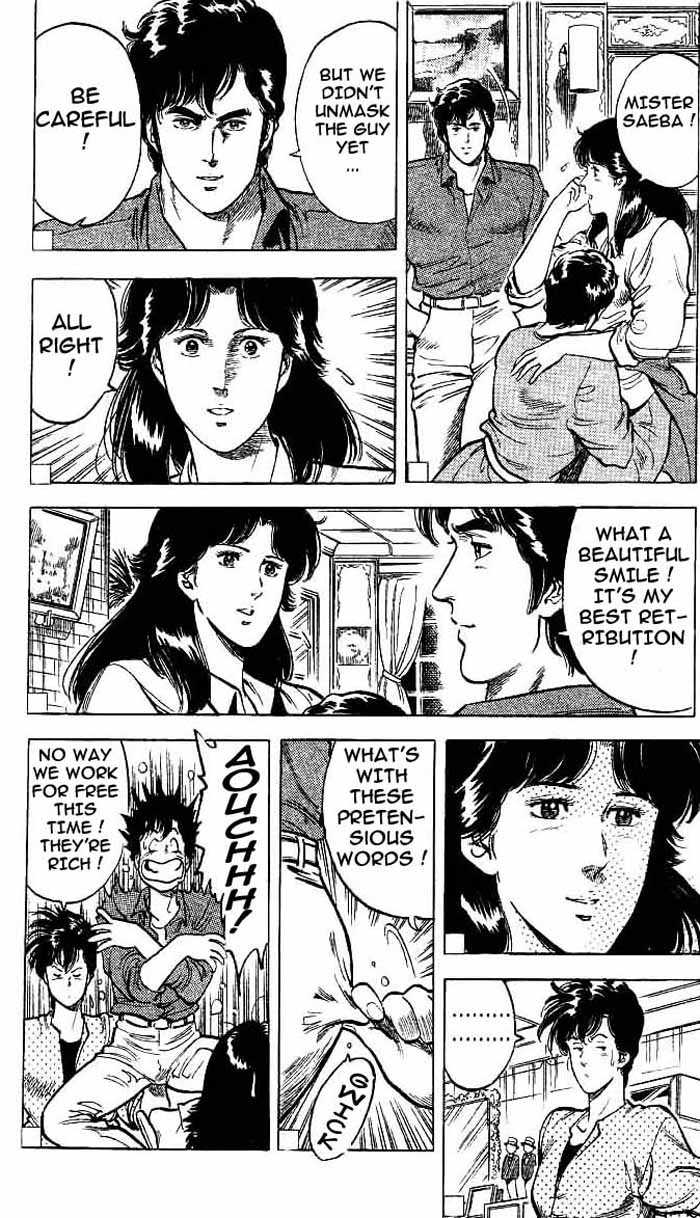 MISTER
SAEBA !
BUT WE
DIDN'T
UNMASK
THE GUY
YET
...
BE
CAREFUL
!
ALL
RIGHT
!
WHAT A
BEAUTIFUL
SMILE !
IT'S MY
BEST RET-
RIBUTION
!
......
......
WHAT'S
WITH
THESE
PRETEN-
SIOUS
WORDS !
AOUCHHH!
NO WAY
WE WORK
FOR FREE
THIS
TIME !
THEY'RE
RICH !